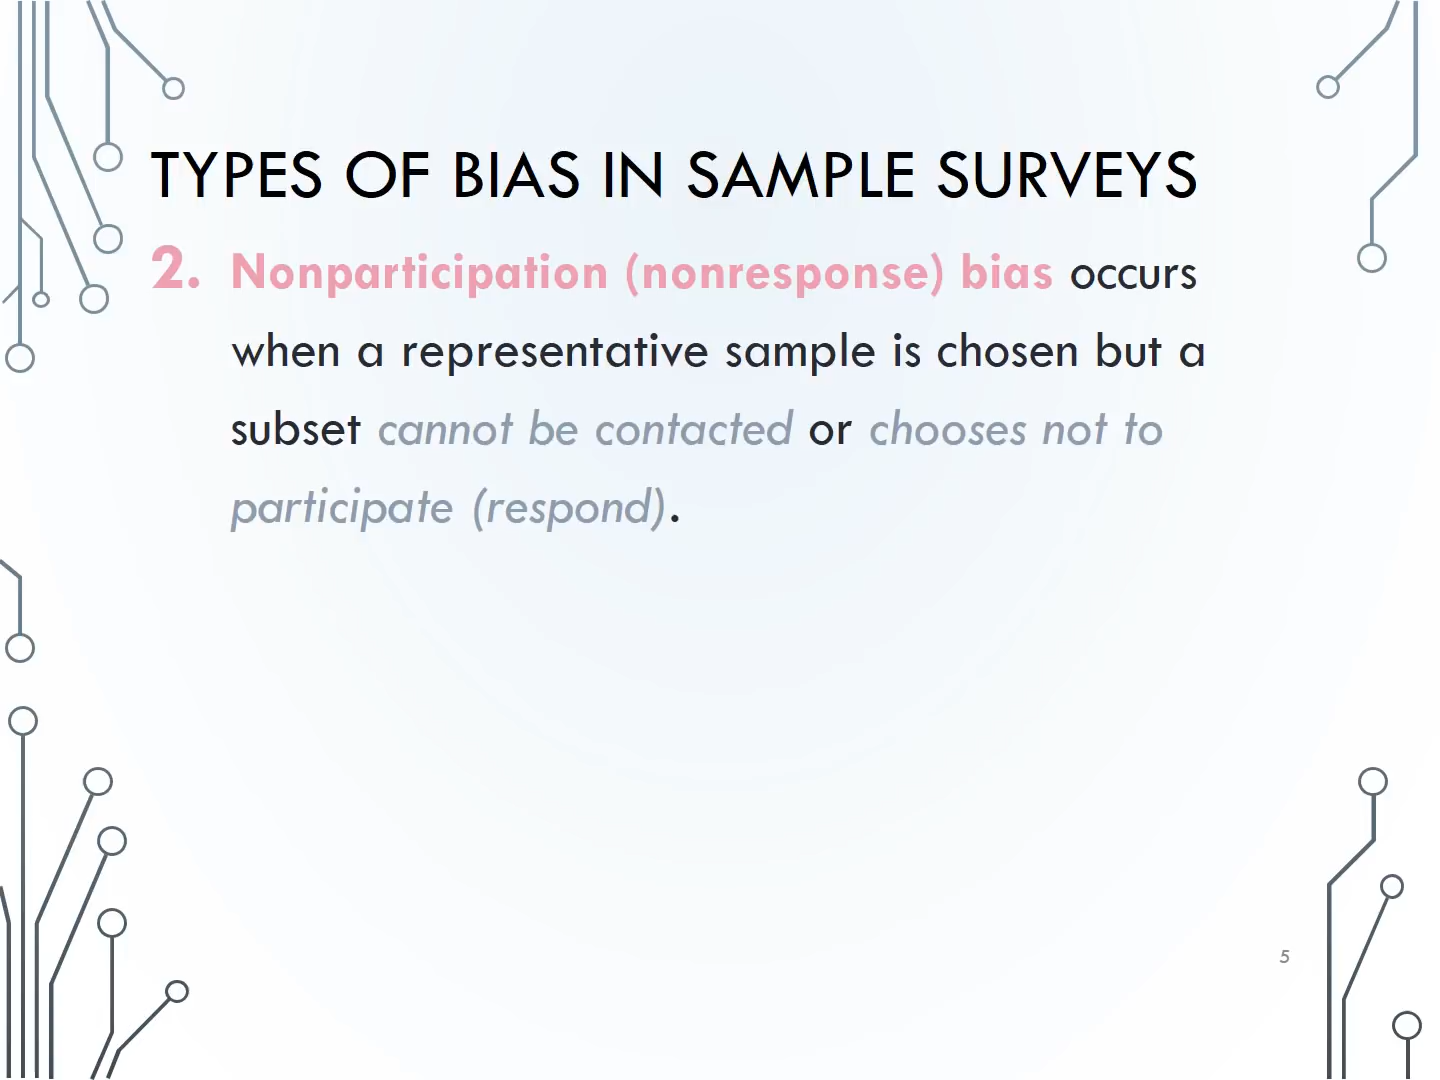 TYPES OF BIAS IN SAMPLE SURVEYS
2. Nonparticipation (nonresponse) bias occurs
when a representative sample is chosen but a
subset cannot be contacted or chooses not to
participate (respond).
5